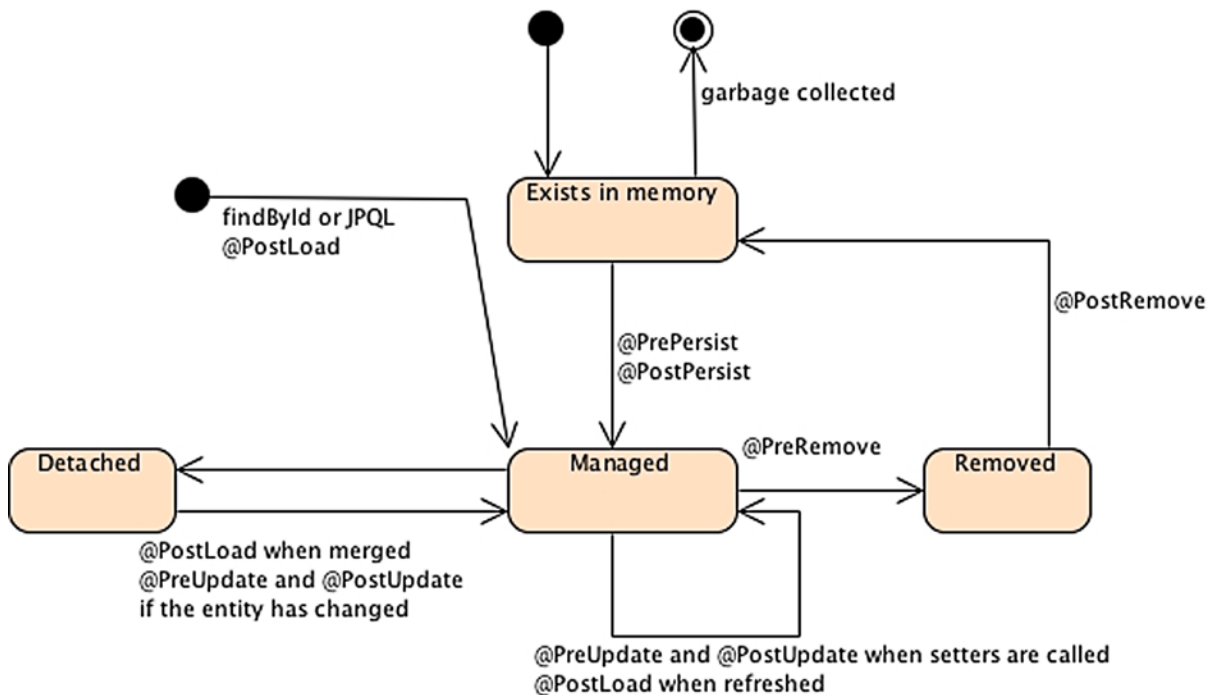 garbage collected
Exists in memory
findById or JPQL
@PostLoad
@PostRemove
@PrePersist
@PostPersist
@PreRemove
Detached
Managed
Removed
@PostLoad when merged
@PreUpdate and @PostUpdate
if the entity has changed
@PreUpdate and @PostUpdate when setters are called
@PostLoad when refreshed